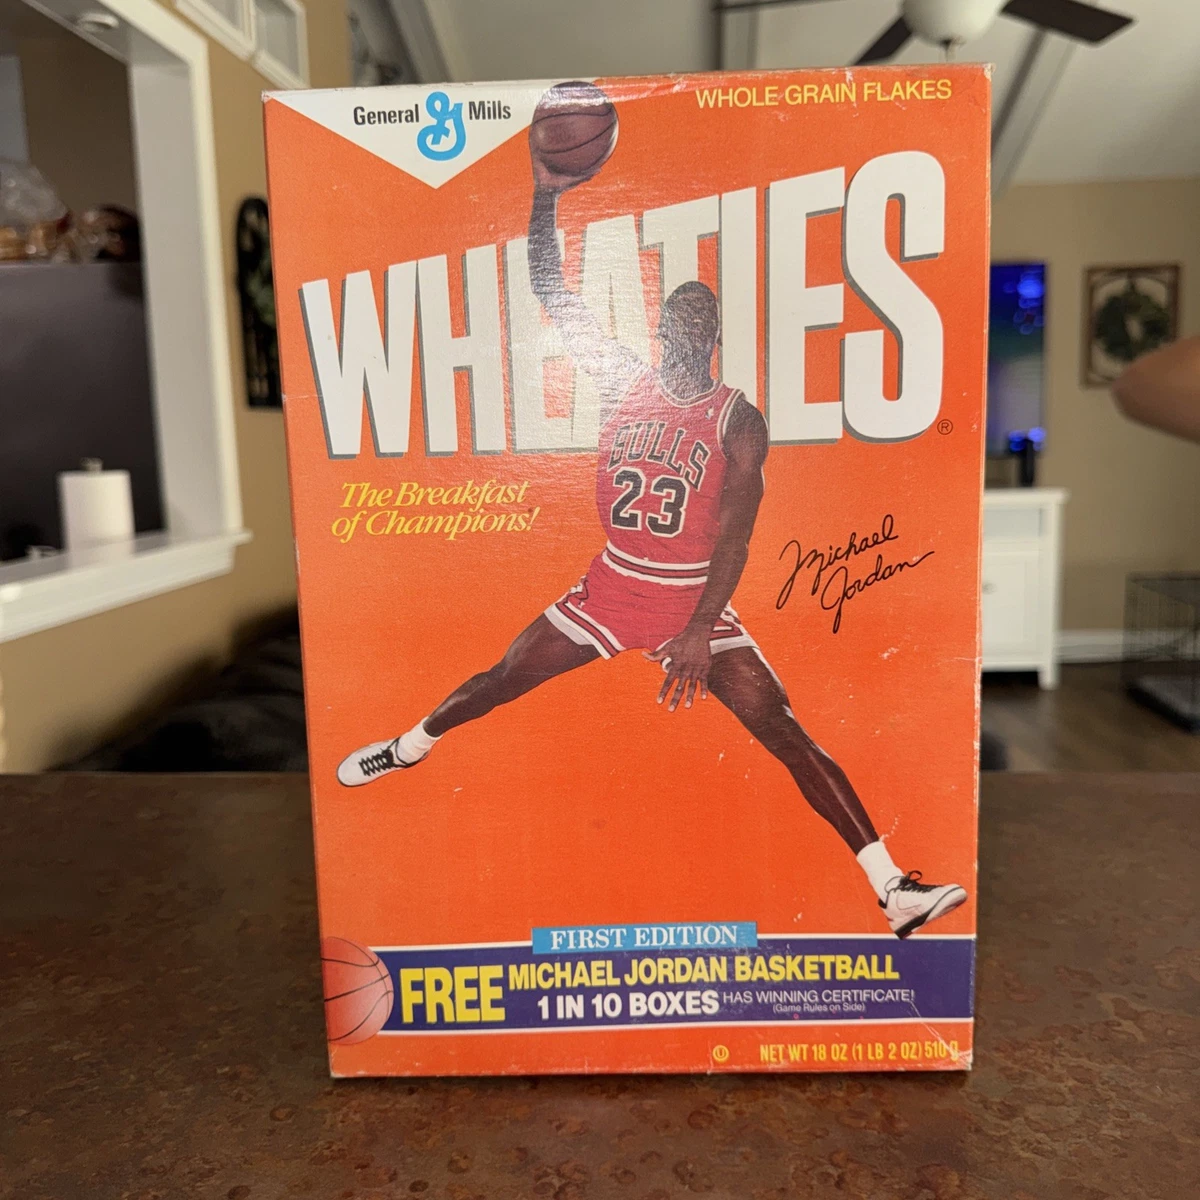 General Mills
WHOLE GRAIN FLAKES
WHEATIES®
The Breakfast
of Champions!
BULLS
23
Michael
Jordan
FIRST EDITION
FREE MICHAEL JORDAN BASKETBALL
1 IN 10 BOXES HAS WINNING CERTIFICATE!
(Game Rules on Side)
U NET WT 18 OZ (1 LB 2 OZ) 510 g